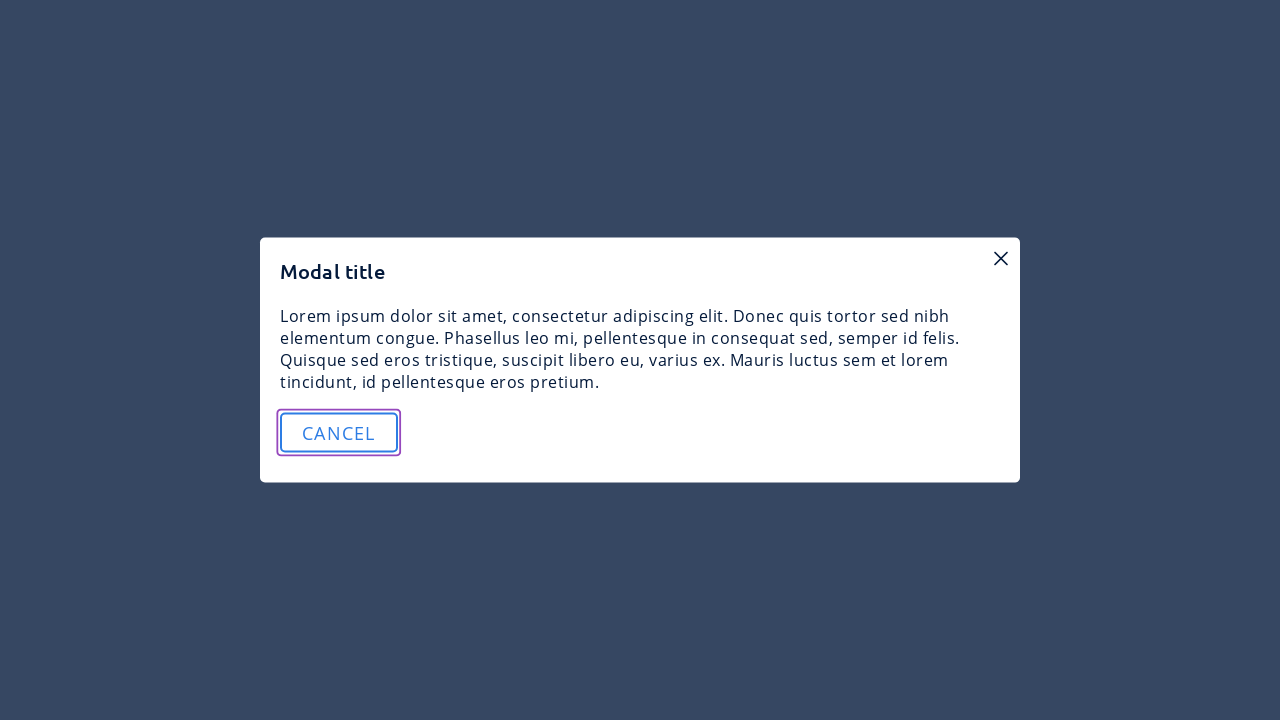 Modal title
Lorem ipsum dolor sit amet, consectetur adipiscing elit. Donec quis tortor sed nibh
elementum congue. Phasellus leo mi, pellentesque in consequat sed, semper id felis.
Quisque sed eros tristique, suscipit libero eu, varius ex. Mauris luctus sem et lorem
tincidunt, id pellentesque eros pretium.
CANCEL